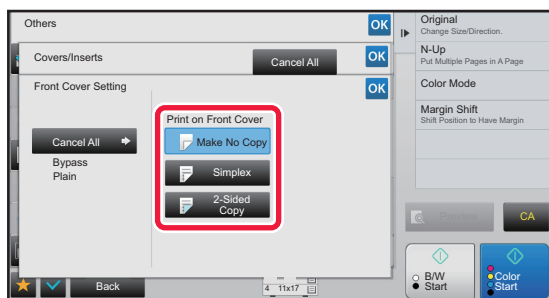 Others
OK
Covers/Inserts
Cancel All
OK
Front Cover Setting
OK
Print on Front Cover
Cancel All
Make No Copy
Bypass
Plain
Simplex
2-Sided
Copy
Back
4 11x17
Original
Change Size/Direction.
N-Up
Put Multiple Pages in A Page
Color Mode
Margin Shift
Shift Position to Have Margin
Preview
CA
B/W
Start
Color
Start